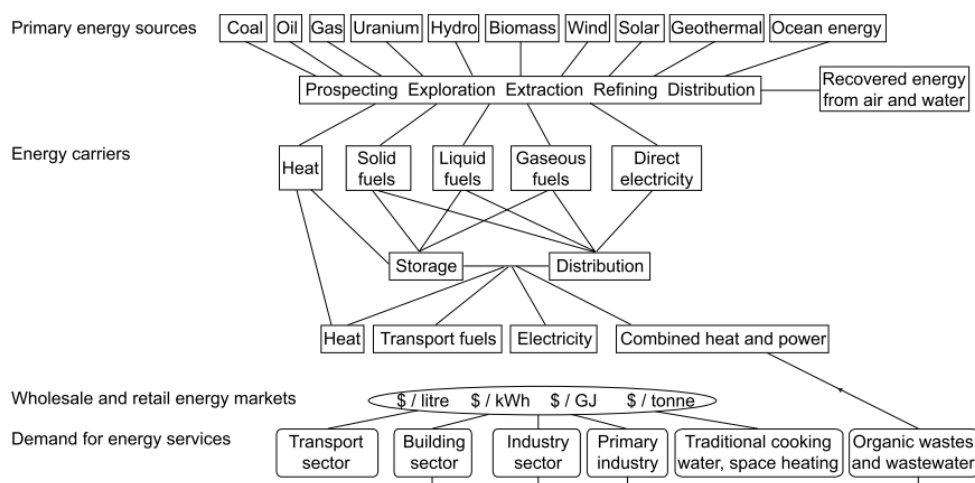 Primary energy sources Coal Oil Gas Uranium Hydro Biomass Wind Solar Geothermal Ocean energy
Prospecting Exploration Extraction Refining Distribution
Recovered energy
from air and water
Energy carriers
Heat
Solid
fuels
Liquid
fuels
Gaseous
fuels
Direct
electricity
Storage
Distribution
Heat
Transport fuels
Electricity
Combined heat and power
Wholesale and retail energy markets
$ / litre $ / kWh $ / GJ $ / tonne
Demand for energy services
Transport
sector
Building
sector
Industry
sector
Primary
industry
Traditional cooking
water, space heating
Organic wastes
and wastewater